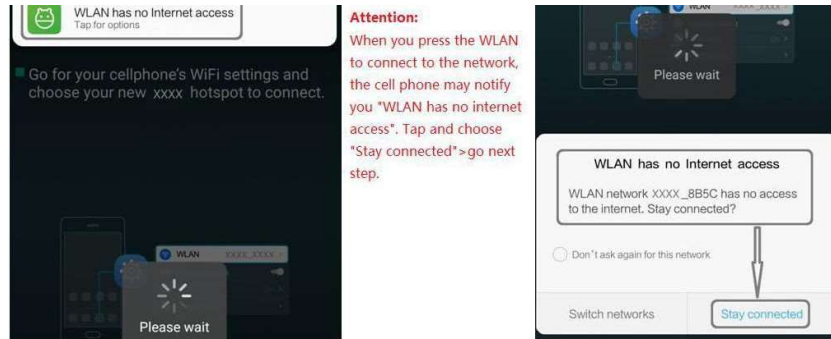 WLAN has no Internet access
Tap for options
Go for your cellphone's WiFi settings and
choose your new xxxx hotspot to connect.
WLAN XXXX_XXXX
Please wait
Attention:
When you press the WLAN
to connect to the network,
the cell phone may notify
you "WLAN has no internet
access". Tap and choose
"Stay connected">go next
step.
WLAN XXXX_XXXX
Please wait
WLAN has no Internet access
WLAN network XXXX_8B5C has no access
to the internet. Stay connected?
Don't ask again for this network
Switch networks
Stay connected